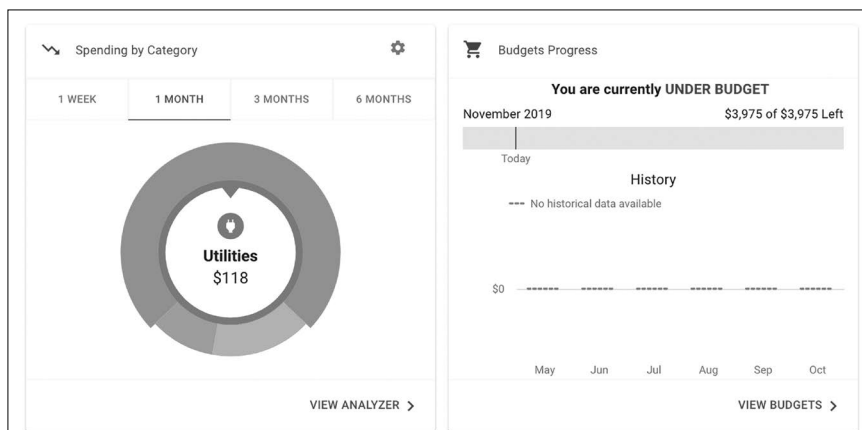 Spending by Category
1 WEEK
1 MONTH
3 MONTHS
6 MONTHS
Utilities
$118
VIEW ANALYZER
Budgets Progress
You are currently UNDER BUDGET
November 2019
$3,975 of $3,975 Left
Today
History
No historical data available
$0
May
Jun
Jul
Aug
Sep
Oct
VIEW BUDGETS